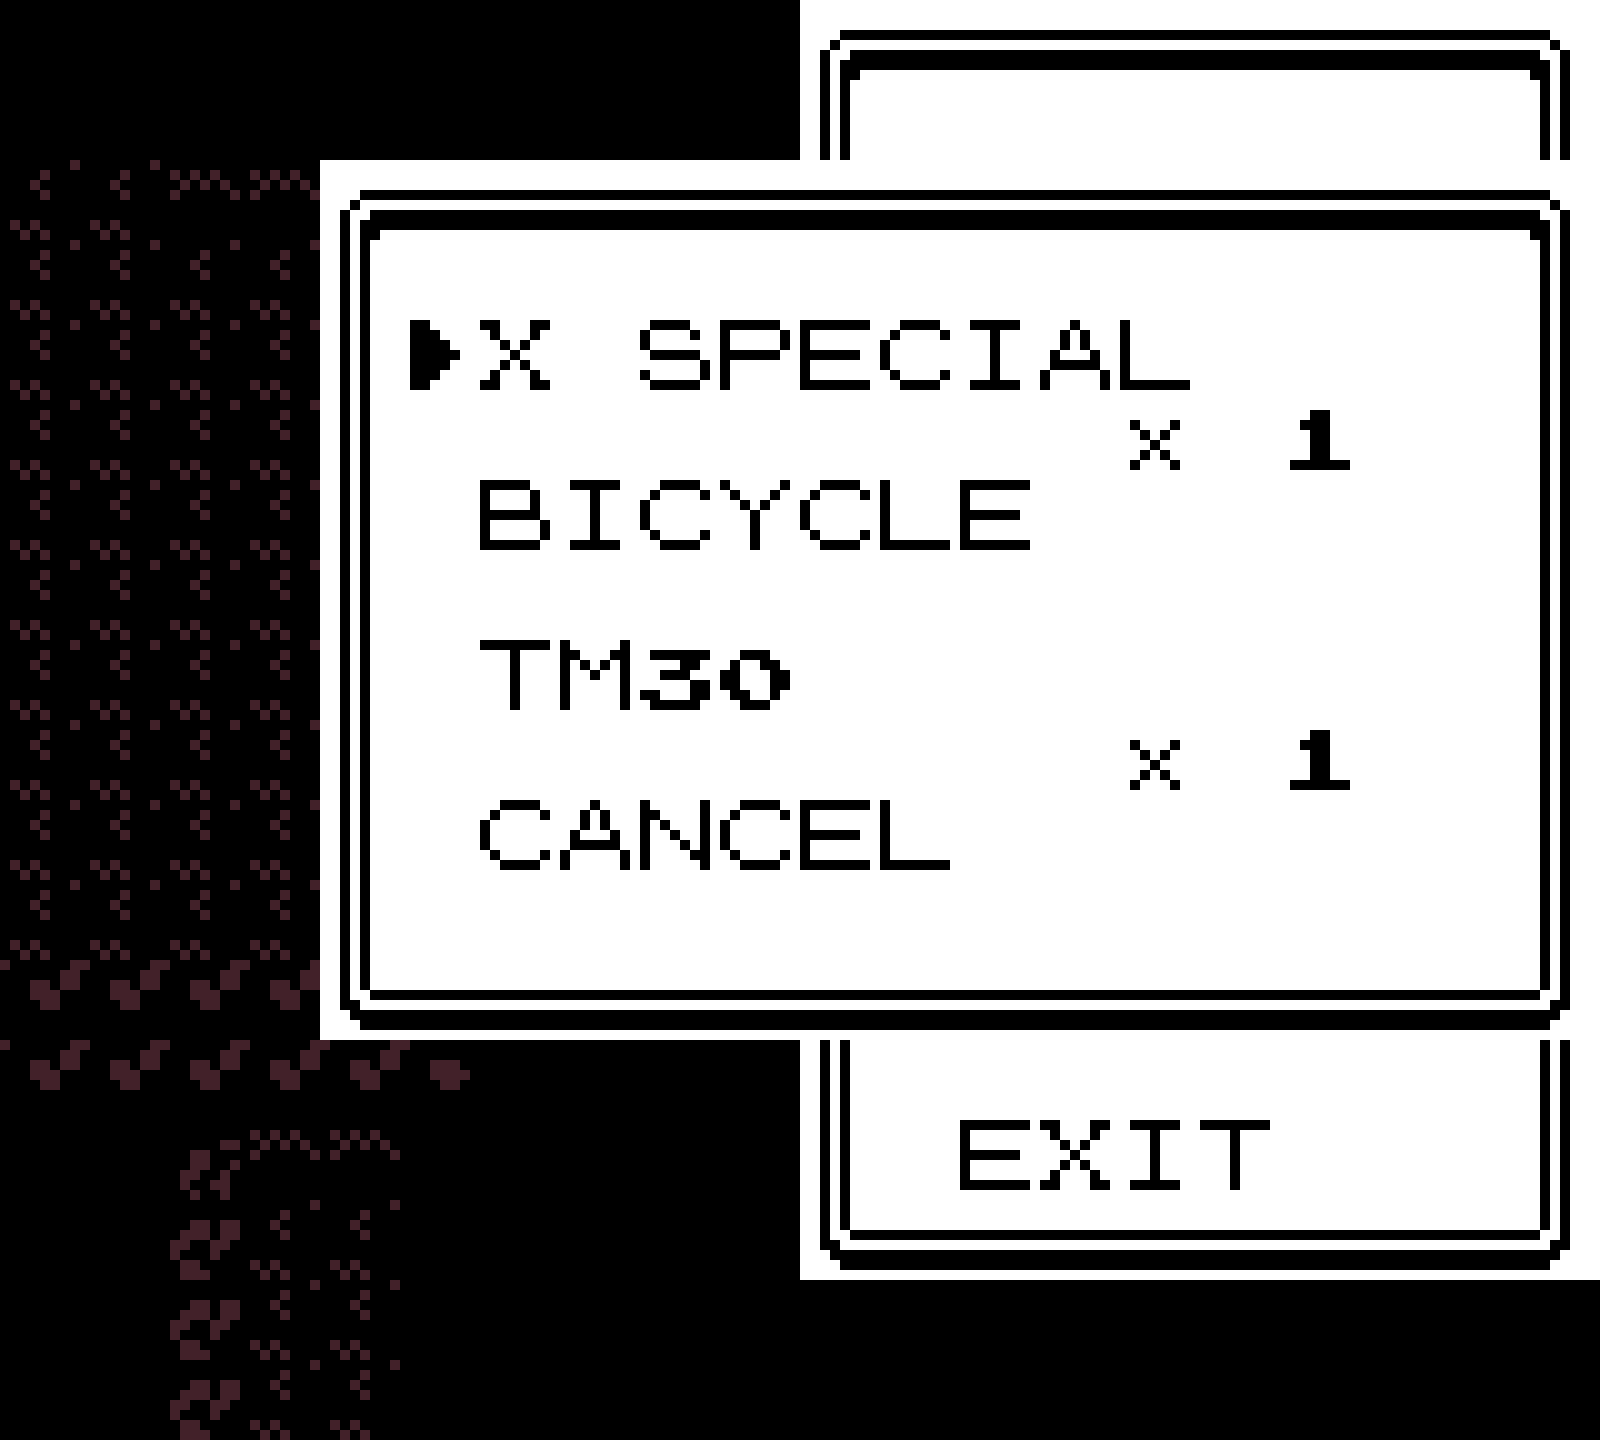 ▶X SPECIAL
× 1
BICYCLE
TM30
× 1
CANCEL
EXIT